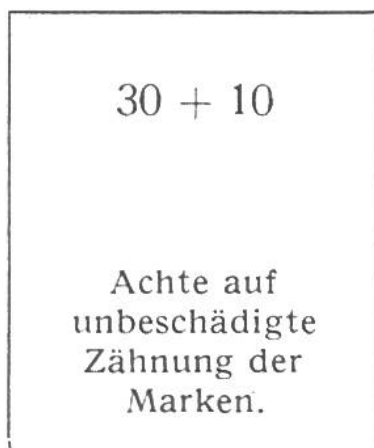 30 + 10
Achte auf
unbeschädigte
Zähnung der
Marken.